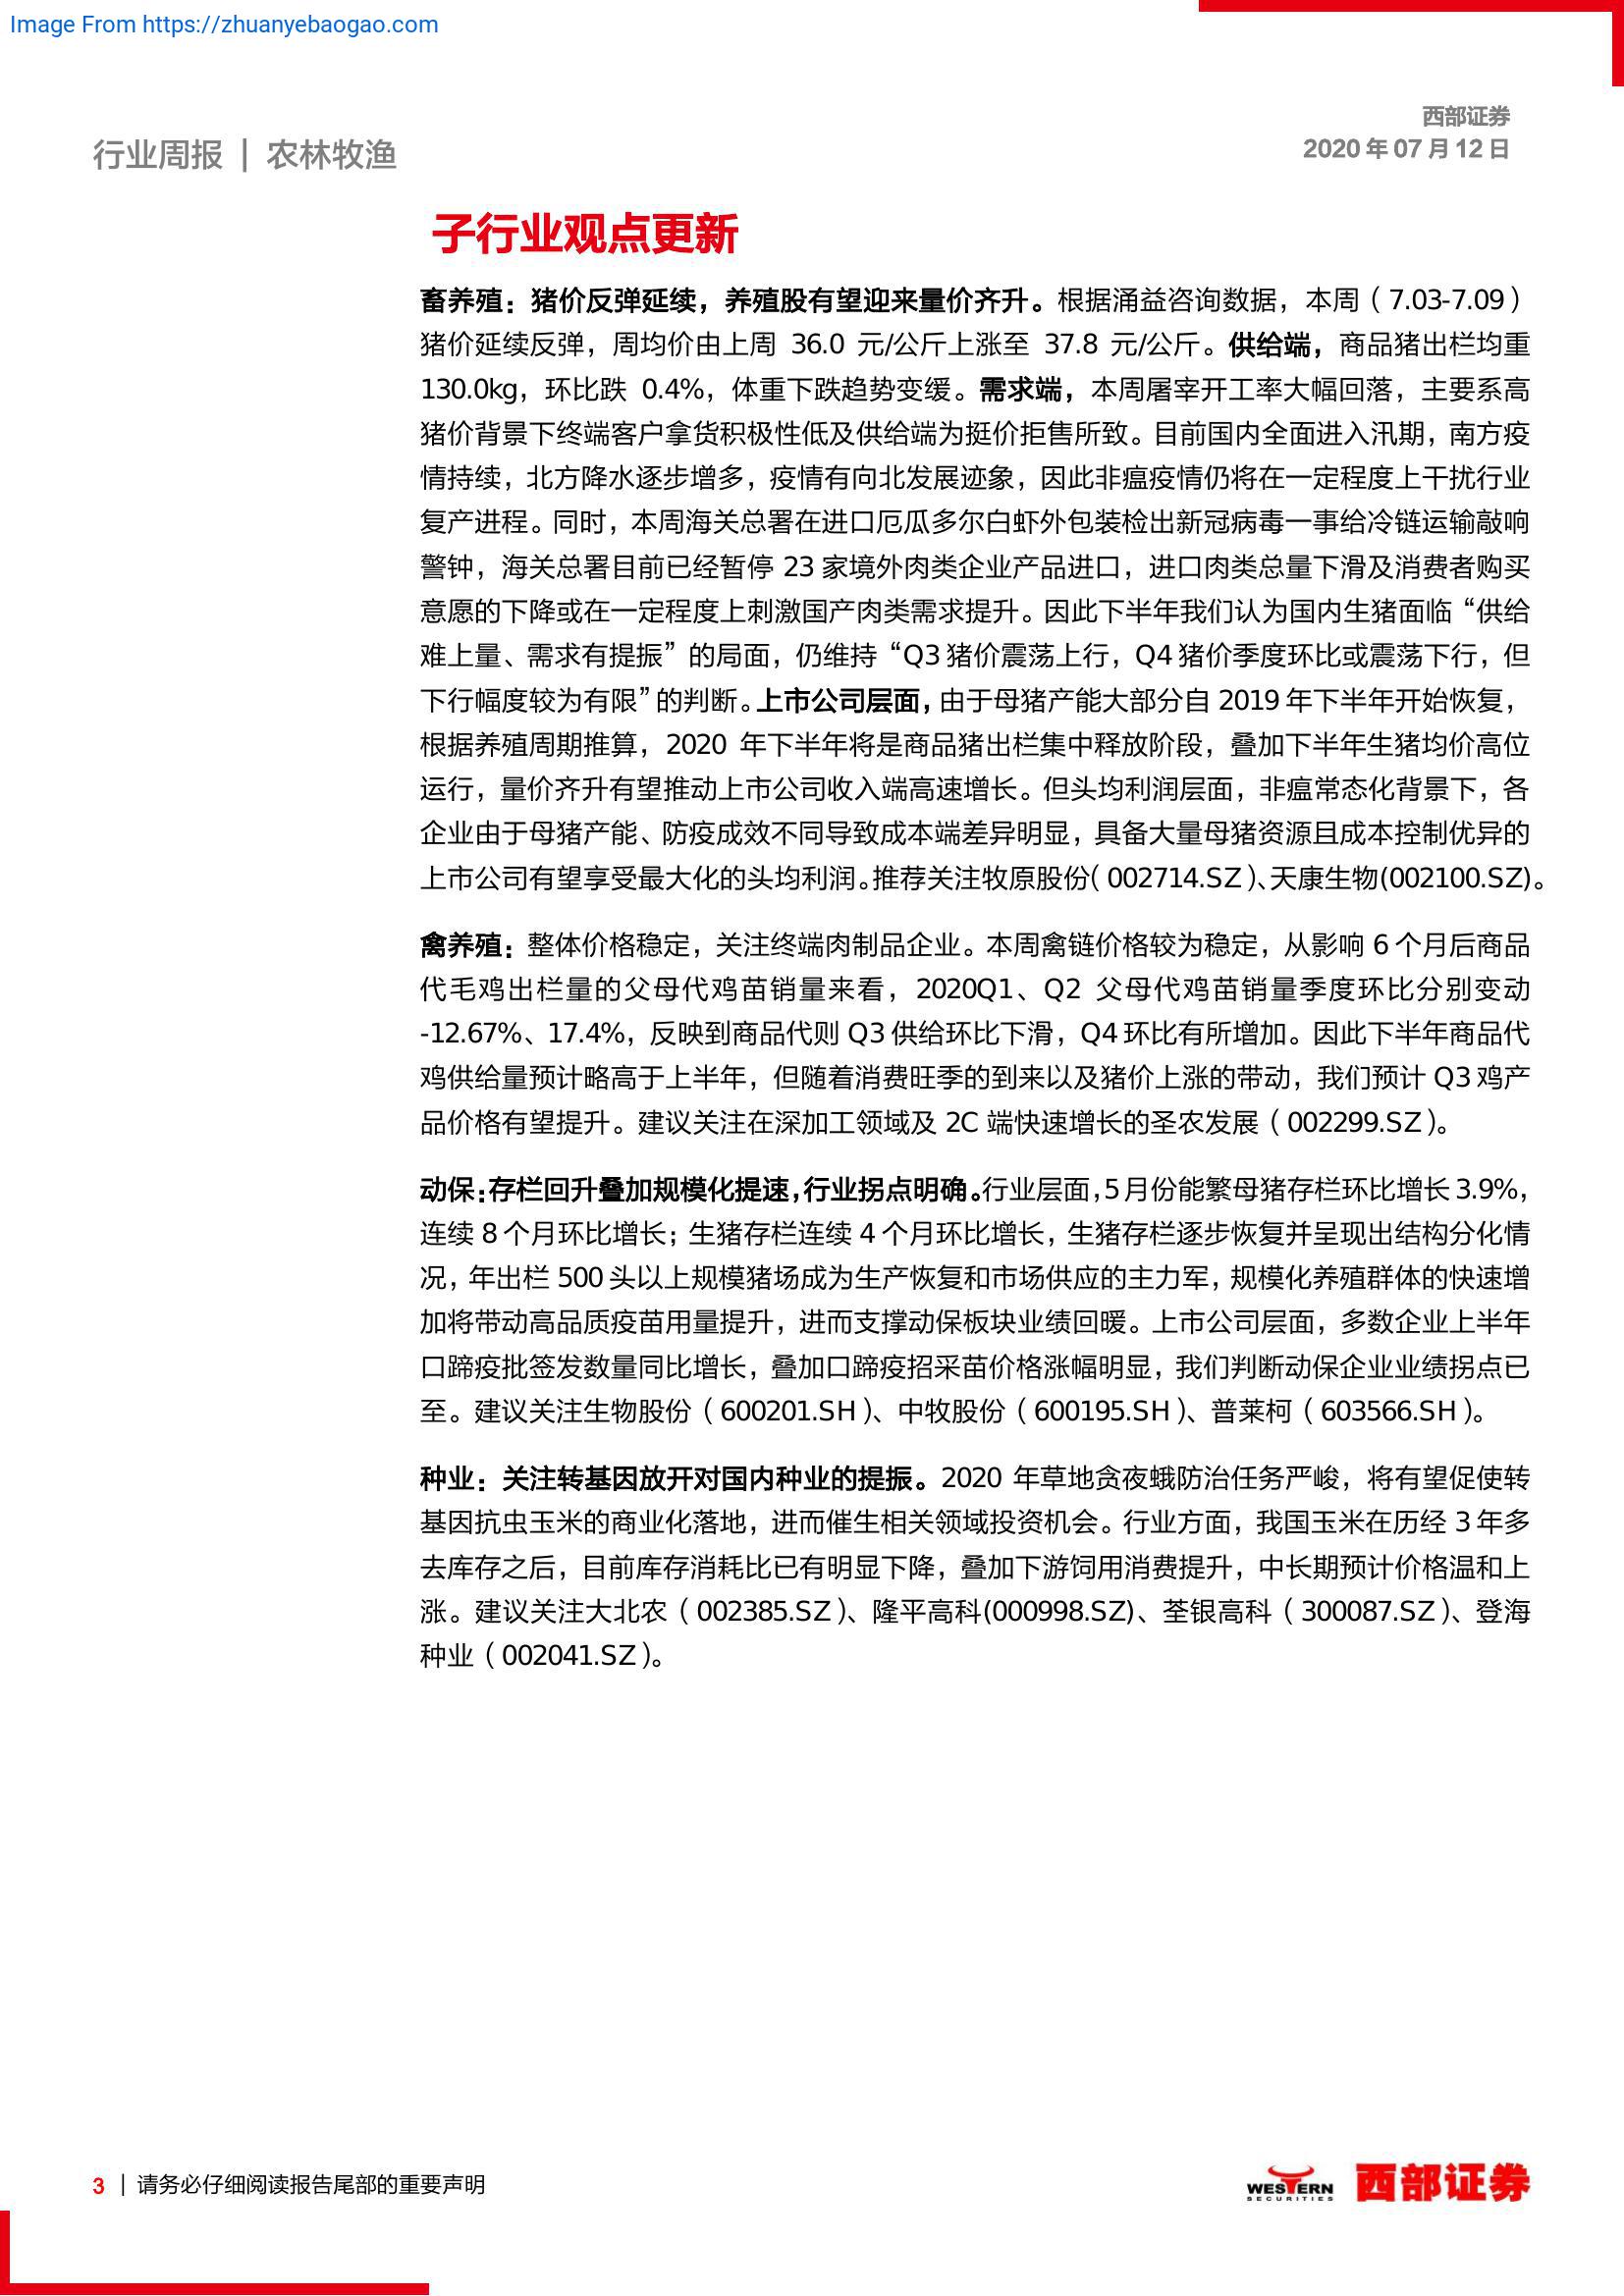 Image From https://zhuanyebaogao.com
西部证券
行业周报 | 农林牧渔
2020 年 07 月 12 日
子行业观点更新
畜养殖：猪价反弹延续，养殖股有望迎来量价齐升。根据涌益咨询数据，本周（7.03-7.09）
猪价延续反弹，周均价由上周 36.0 元/公斤上涨至 37.8 元/公斤。供给端，商品猪出栏均重
130.0kg，环比跌 0.4%，体重下跌趋势变缓。需求端，本周屠宰开工率大幅回落，主要系高
猪价背景下终端客户拿货积极性低及供给端为挺价拒售所致。目前国内全面进入汛期，南方疫
情持续，北方降水逐步增多，疫情有向北发展迹象，因此非瘟疫情仍将在一定程度上干扰行业
复产进程。同时，本周海关总署在进口厄瓜多尔白虾外包装检出新冠病毒一事给冷链运输敲响
警钟，海关总署目前已经暂停 23 家境外肉类企业产品进口，进口肉类总量下滑及消费者购买
意愿的下降或在一定程度上刺激国产肉类需求提升。因此下半年我们认为国内生猪面临“供给
难上量、需求有提振”的局面，仍维持“Q3 猪价震荡上行，Q4 猪价季度环比或震荡下行，但
下行幅度较为有限”的判断。上市公司层面，由于母猪产能大部分自 2019 年下半年开始恢复，
根据养殖周期推算，2020 年下半年将是商品猪出栏集中释放阶段，叠加下半年生猪均价高位
运行，量价齐升有望推动上市公司收入端高速增长。但头均利润层面，非瘟常态化背景下，各
企业由于母猪产能、防疫成效不同导致成本端差异明显，具备大量母猪资源且成本控制优异的
上市公司有望享受最大化的头均利润。推荐关注牧原股份（002714.SZ）、天康生物(002100.SZ)。
禽养殖：整体价格稳定，关注终端肉制品企业。本周禽链价格较为稳定，从影响 6 个月后商品
代毛鸡出栏量的父母代鸡苗销量来看，2020Q1、Q2 父母代鸡苗销量季度环比分别变动
-12.67%、17.4%，反映到商品代则 Q3 供给环比下滑，Q4 环比有所增加。因此下半年商品代
鸡供给量预计略高于上半年，但随着消费旺季的到来以及猪价上涨的带动，我们预计 Q3 鸡产
品价格有望提升。建议关注在深加工领域及 2C 端快速增长的圣农发展（002299.SZ）。
动保：存栏回升叠加规模化提速，行业拐点明确。行业层面，5 月份能繁母猪存栏环比增长 3.9%，
连续 8 个月环比增长；生猪存栏连续 4 个月环比增长，生猪存栏逐步恢复并呈现出结构分化情
况，年出栏 500 头以上规模猪场成为生产恢复和市场供应的主力军，规模化养殖群体的快速增
加将带动高品质疫苗用量提升，进而支撑动保板块业绩回暖。上市公司层面，多数企业上半年
口蹄疫批签发数量同比增长，叠加口蹄疫招采苗价格涨幅明显，我们判断动保企业业绩拐点已
至。建议关注生物股份（600201.SH）、中牧股份（600195.SH）、普莱柯（603566.SH）。
种业：关注转基因放开对国内种业的提振。2020 年草地贪夜蛾防治任务严峻，将有望促使转
基因抗虫玉米的商业化落地，进而催生相关领域投资机会。行业方面，我国玉米在历经 3 年多
去库存之后，目前库存消耗比已有明显下降，叠加下游饲用消费提升，中长期预计价格温和上
涨。建议关注大北农（002385.SZ）、隆平高科(000998.SZ)、荃银高科（300087.SZ）、登海
种业（002041.SZ）。
3 | 请务必仔细阅读报告尾部的重要声明
WESTERN
SECURITIES
西部证券